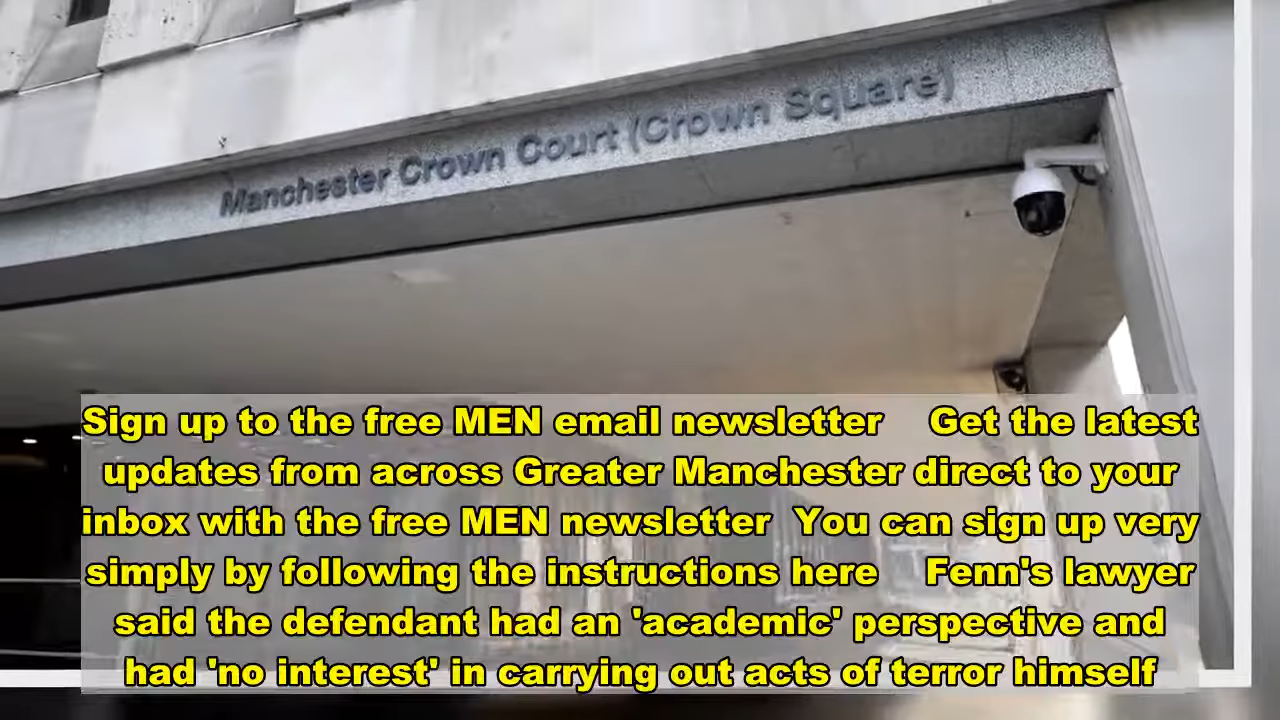 Manchester Crown Court (Crown Square)
Sign up to the free MEN email newsletter    Get the latest
updates from across Greater Manchester direct to your
inbox with the free MEN newsletter  You can sign up very
simply by following the instructions here    Fenn's lawyer
said the defendant had an 'academic' perspective and
had 'no interest' in carrying out acts of terror himself